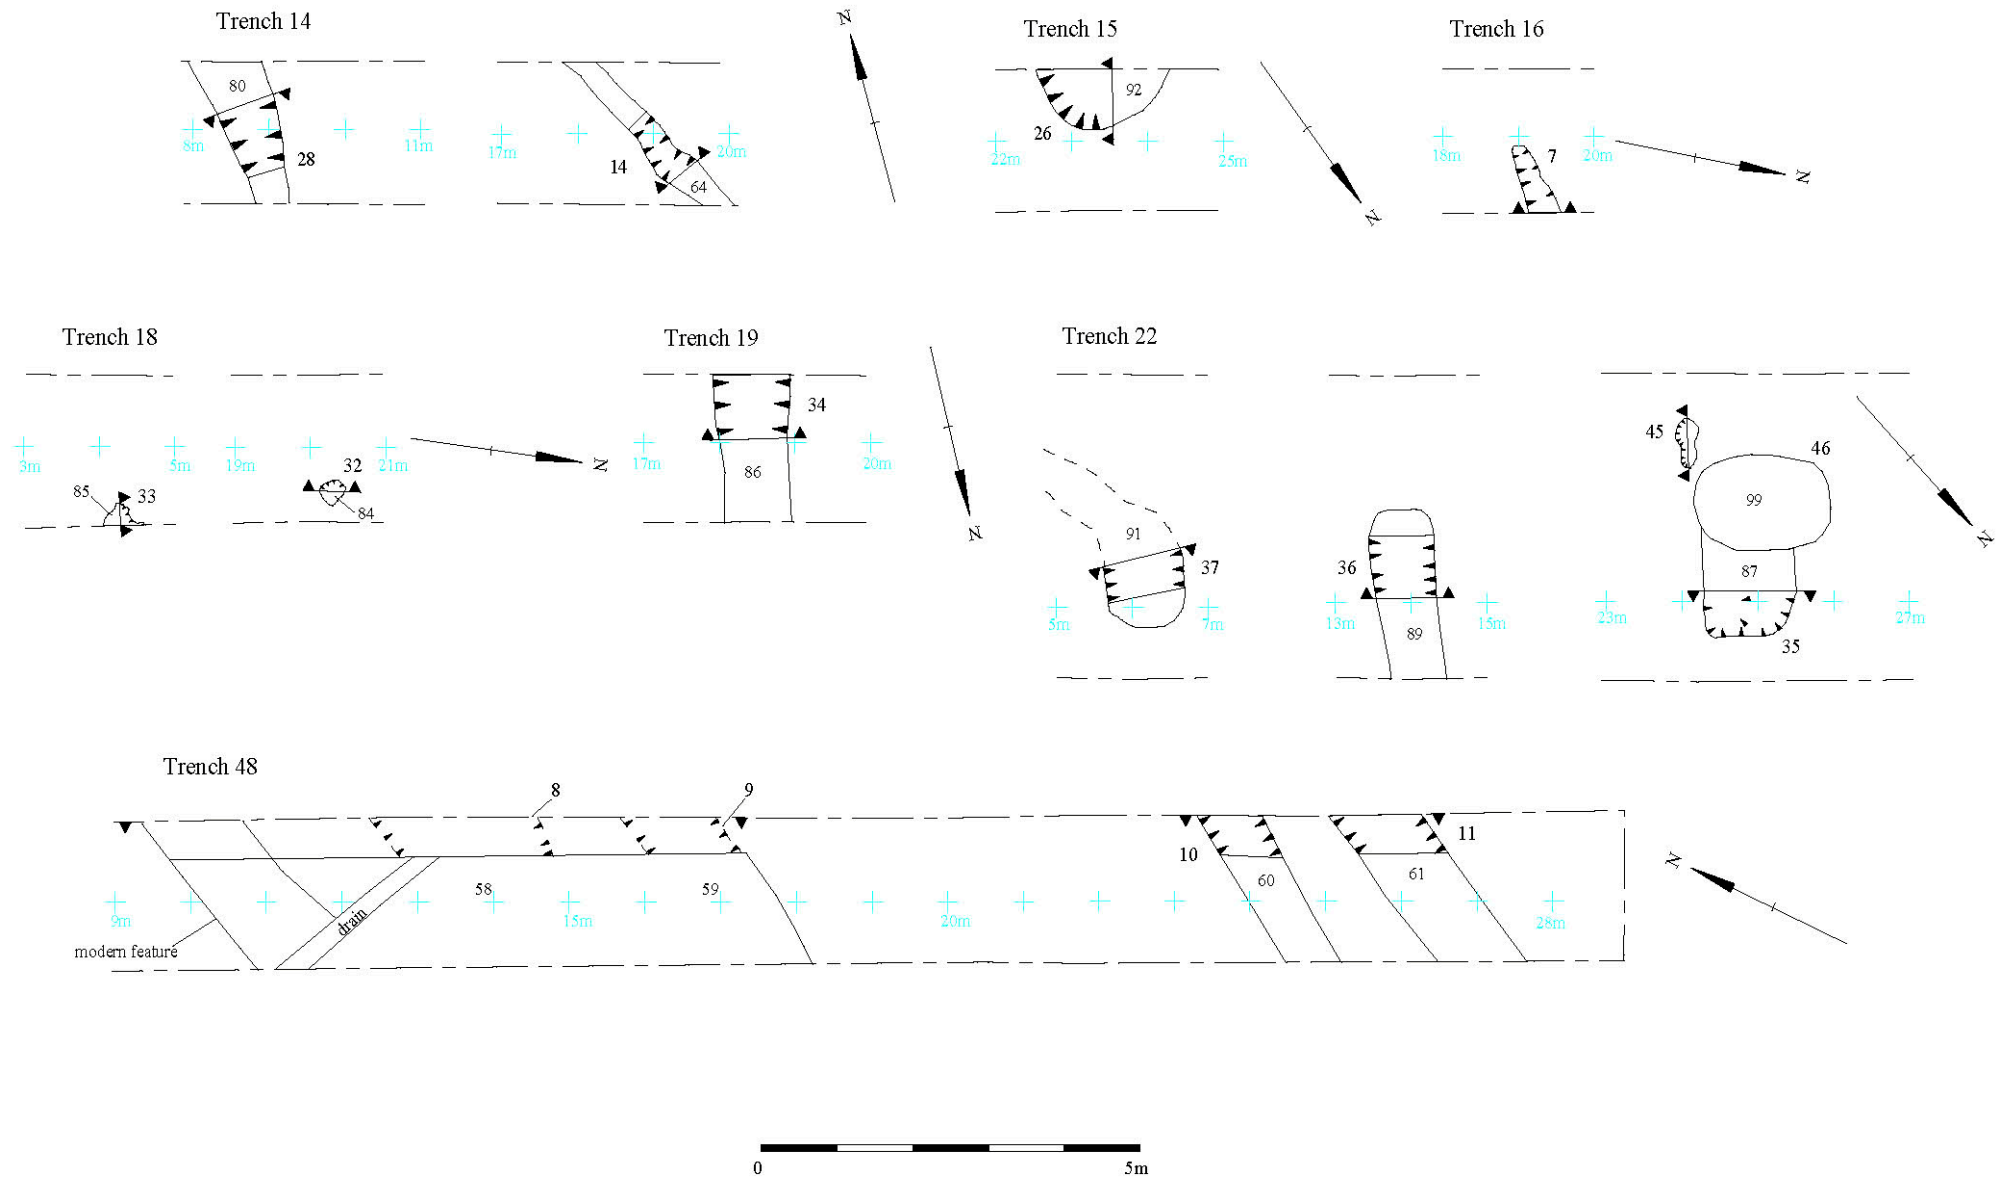 Trench 14
N
80
8m
11m
28
17m
14
20m
64
Trench 15
92
26
22m
25m
N
Trench 16
18m
7
20m
N
Trench 18
3m
5m
85
33
19m
32
21m
84
N
Trench 19
34
17m
20m
86
N
Trench 22
91
37
5m
7m
36
13m
15m
89
45
46
99
87
23m
27m
35
N
Trench 48
8
9
10
11
58
59
60
61
9m
15m
20m
28m
drain
modern feature
N
0
5m